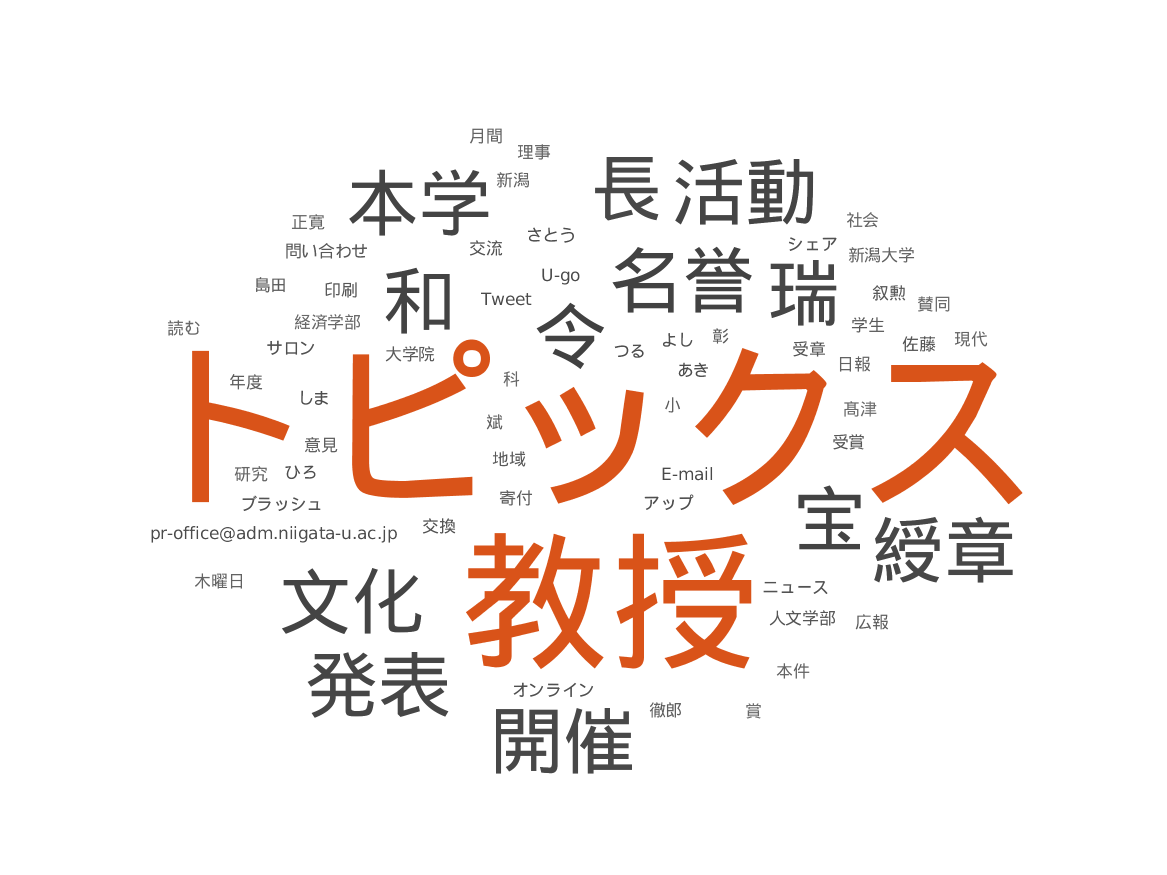 月間
理事
新潟
本学
長
活動
正寛
社会
さとう
シェア
交流
問い合わせ
新潟大学
U-go
名誉
瑞
島田
印刷
和
Tweet
叙勲
賛同
経済学部
令
学生
読む
サロン
大学院
つる
よし
彰
受章
佐藤
現代
日報
あき
年度
科
しま
トピックス
小
髙津
斌
意見
受賞
地域
研究
ひろ
E-mail
寄付
アップ
ブラッシュ
宝
交換
pr-office@adm.niigata-u.ac.jp
綬章
木曜日
文化
教授
ニュース
人文学部
広報
発表
本件
オンライン
徹郎
賞
開催